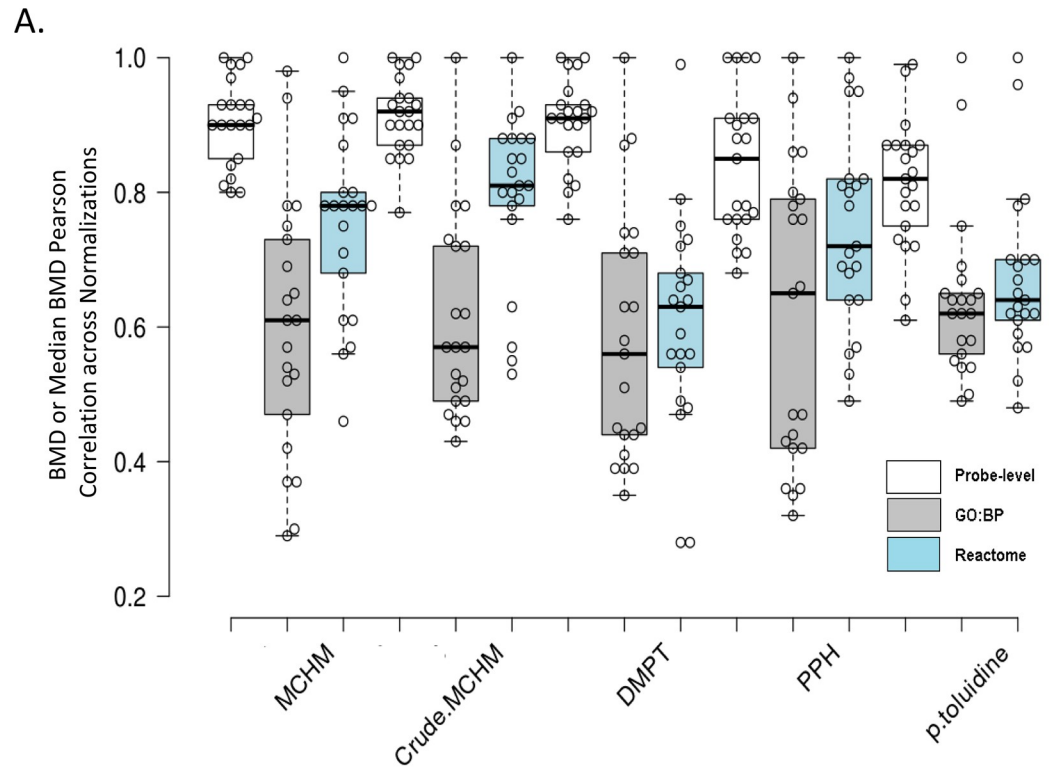 A.
BMD or Median BMD Pearson
Correlation across Normalizations
1.0
0.8
0.6
0.4
0.2
Probe-level
GO:BP
Reactome
MCHM
Crude.MCHM
DMPT
PPH
p.toluidine